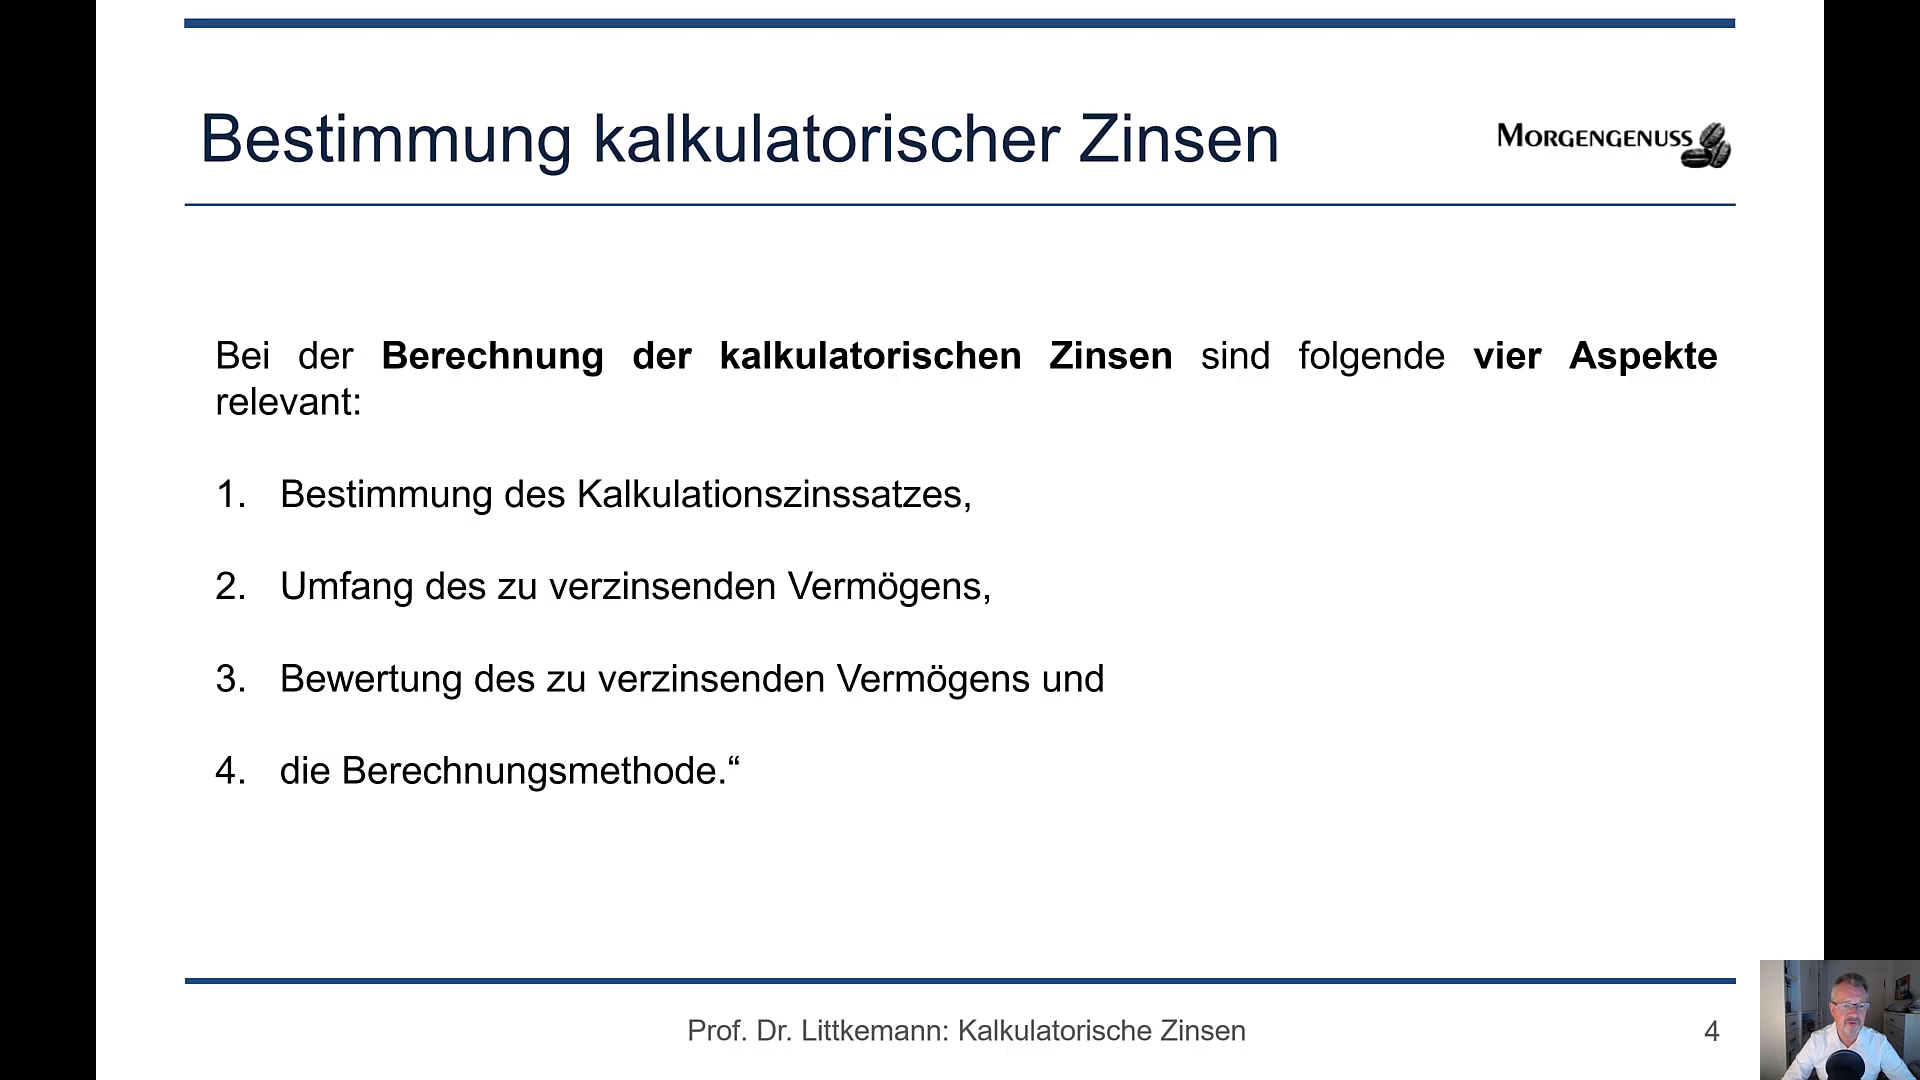 Bestimmung kalkulatorischer Zinsen
MORGENGENUSS
Bei der Berechnung der kalkulatorischen Zinsen sind folgende vier Aspekte
relevant:
1. Bestimmung des Kalkulationszinssatzes,
2. Umfang des zu verzinsenden Vermögens,
3. Bewertung des zu verzinsenden Vermögens und
4. die Berechnungsmethode.“
Prof. Dr. Littkemann: Kalkulatorische Zinsen
4